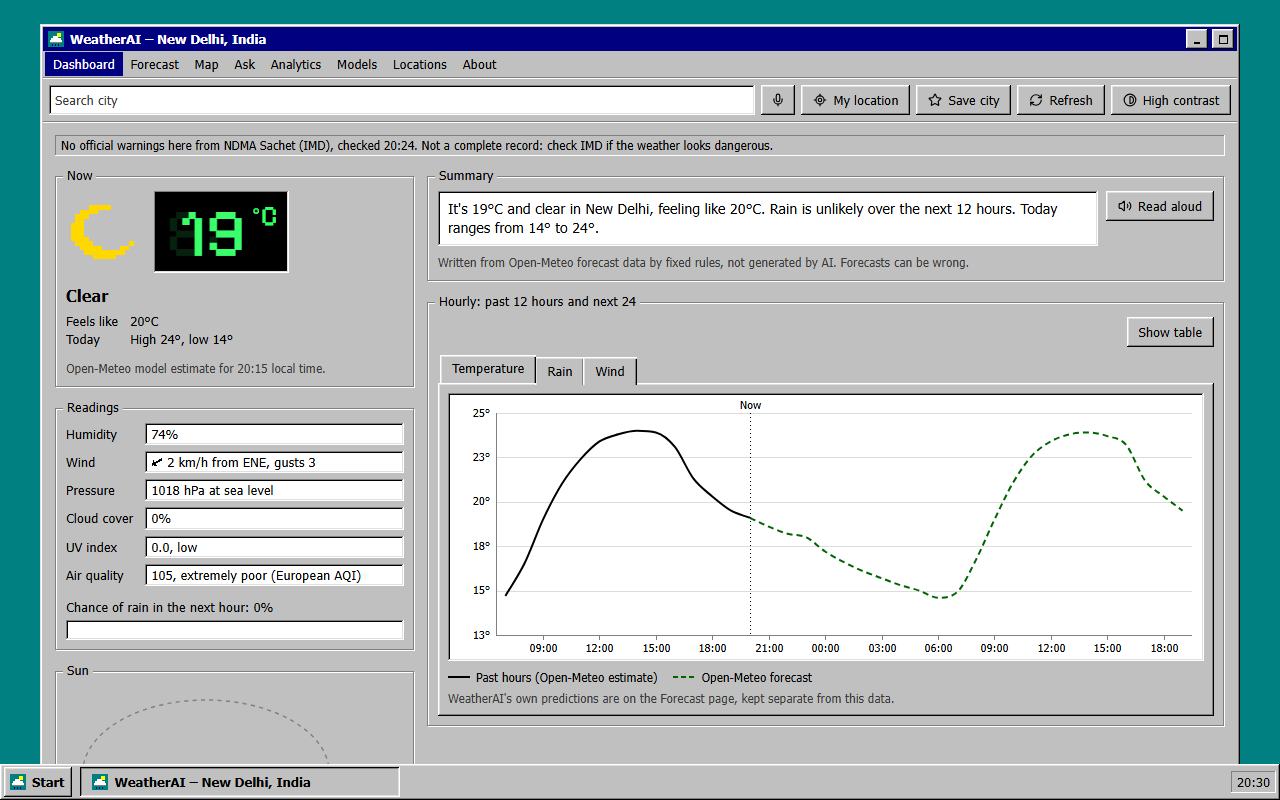 WeatherAI – New Delhi, India
Dashboard Forecast Map Ask Analytics Models Locations About
Search city
My location
Save city
Refresh
High contrast
No official warnings here from NDMA Sachet (IMD), checked 20:24. Not a complete record: check IMD if the weather looks dangerous.
Now
19°C
Clear
Feels like 20°C
Today High 24°, low 14°
Open-Meteo model estimate for 20:15 local time.
Readings
Humidity 74%
Wind 2 km/h from ENE, gusts 3
Pressure 1018 hPa at sea level
Cloud cover 0%
UV index 0.0, low
Air quality 105, extremely poor (European AQI)
Chance of rain in the next hour: 0%
Sun
Summary
It's 19°C and clear in New Delhi, feeling like 20°C. Rain is unlikely over the next 12 hours. Today
ranges from 14° to 24°.
Read aloud
Written from Open-Meteo forecast data by fixed rules, not generated by AI. Forecasts can be wrong.
Hourly: past 12 hours and next 24
Show table
Temperature Rain Wind
Now
25°
23°
20°
18°
15°
13°
09:00 12:00 15:00 18:00 21:00 00:00 03:00 06:00 09:00 12:00 15:00 18:00
Past hours (Open-Meteo estimate) Open-Meteo forecast
WeatherAI's own predictions are on the Forecast page, kept separate from this data.
Start
WeatherAI – New Delhi, India
20:30